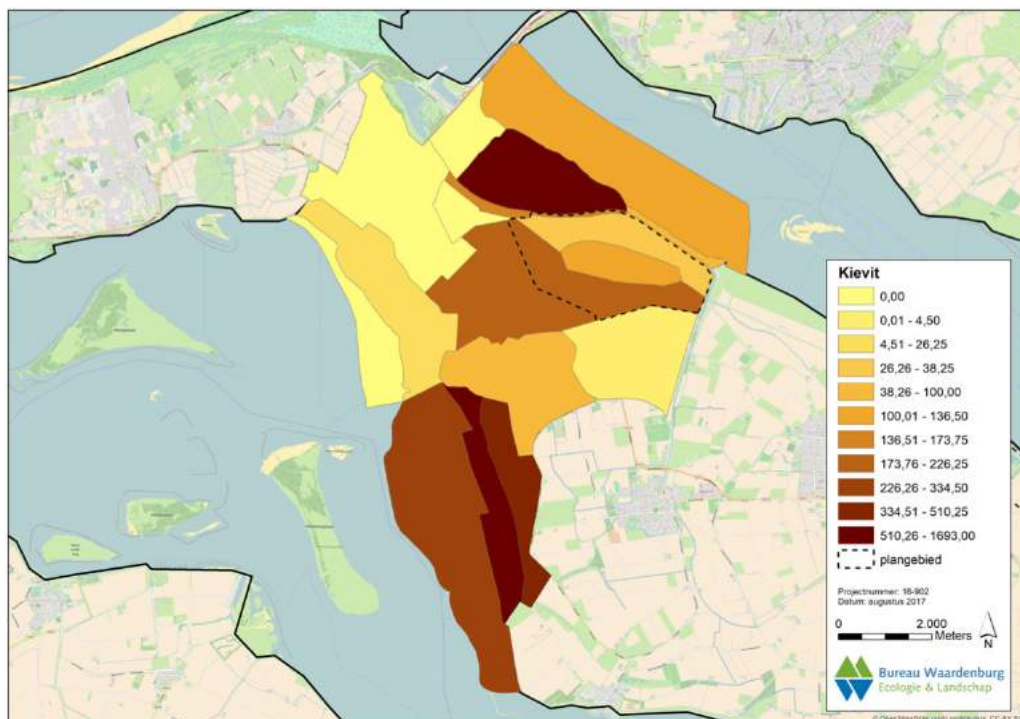 Kievit
0,00
0,01 - 4,50
4,51 - 26,25
26,26 - 38,25
38,26 - 100,00
100,01 - 136,50
136,51 - 173,75
173,76 - 226,25
226,26 - 334,50
334,51 - 510,25
510,26 - 1693,00
plangebied
Projectnummer: 16-902
Datum: augustus 2017
0 2.000
Meters
N
Bureau Waardenburg
Ecologie & Landschap